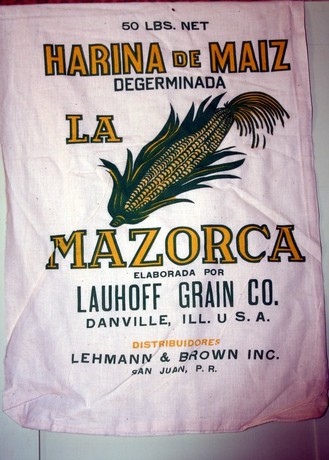 50 LBS. NET
HARINA DE MAIZ
DEGERMINADA
LA
MAZORCA
ELABORADA POR
LAUHOFF GRAIN CO.
DANVILLE, ILL. U. S. A.
DISTRIBUIDORES
LEHMANN & BROWN INC.
SAN JUAN, P. R.